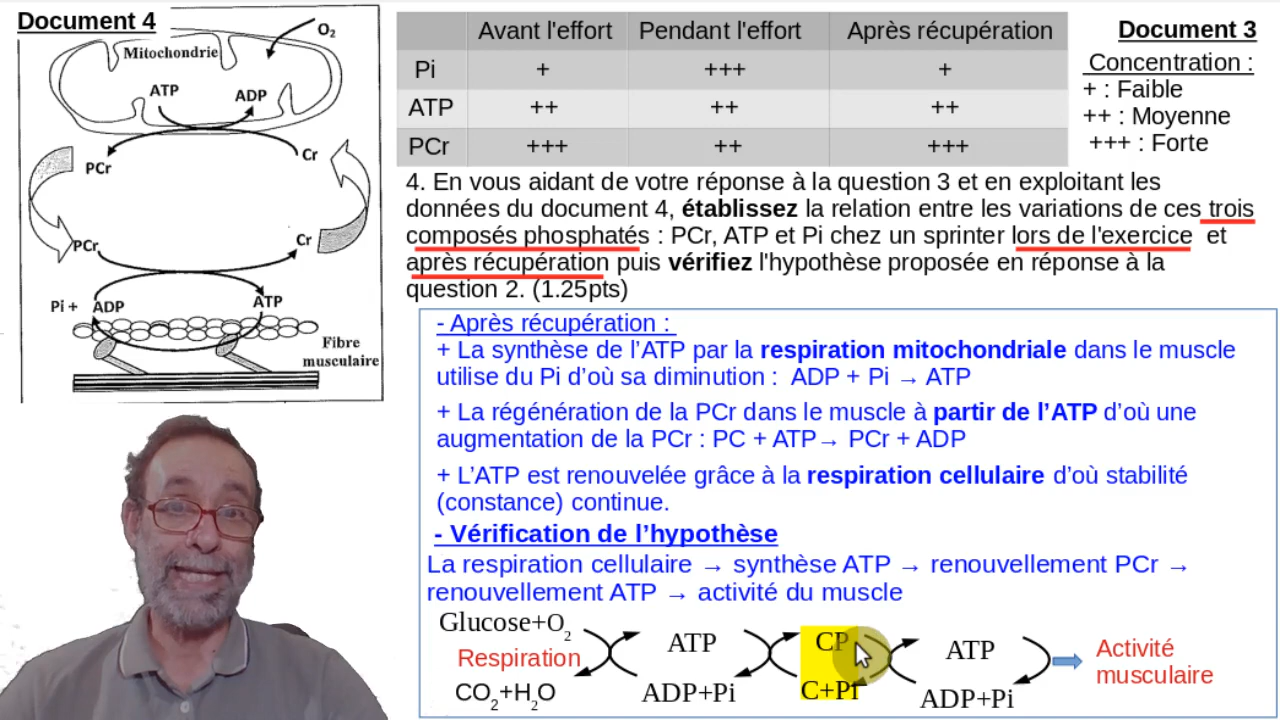 Document 4
O2
Mitochondrie
ATP
ADP
PCr
Cr
PCr
Cr
Pi + ADP
ATP
Fibre
musculaire
Avant l'effort Pendant l'effort Après récupération
Pi + +++ +
ATP ++ ++ ++
PCr +++ ++ +++
Document 3
Concentration :
+ : Faible
++ : Moyenne
+++ : Forte
4. En vous aidant de votre réponse à la question 3 et en exploitant les
données du document 4, établissez la relation entre les variations de ces trois
composés phosphatés : PCr, ATP et Pi chez un sprinter lors de l'exercice et
après récupération puis vérifiez l'hypothèse proposée en réponse à la
question 2. (1.25pts)
- Après récupération :
+ La synthèse de l’ATP par la respiration mitochondriale dans le muscle
utilise du Pi d’où sa diminution : ADP + Pi → ATP
+ La régénération de la PCr dans le muscle à partir de l’ATP d’où une
augmentation de la PCr : PC + ATP→ PCr + ADP
+ L’ATP est renouvelée grâce à la respiration cellulaire d’où stabilité
(constance) continue.
- Vérification de l’hypothèse
La respiration cellulaire → synthèse ATP → renouvellement PCr →
renouvellement ATP → activité du muscle
Glucose+O2
Respiration
CO2+H2O
ATP
ADP+Pi
CP
C+Pi
ATP
ADP+Pi
Activité
musculaire